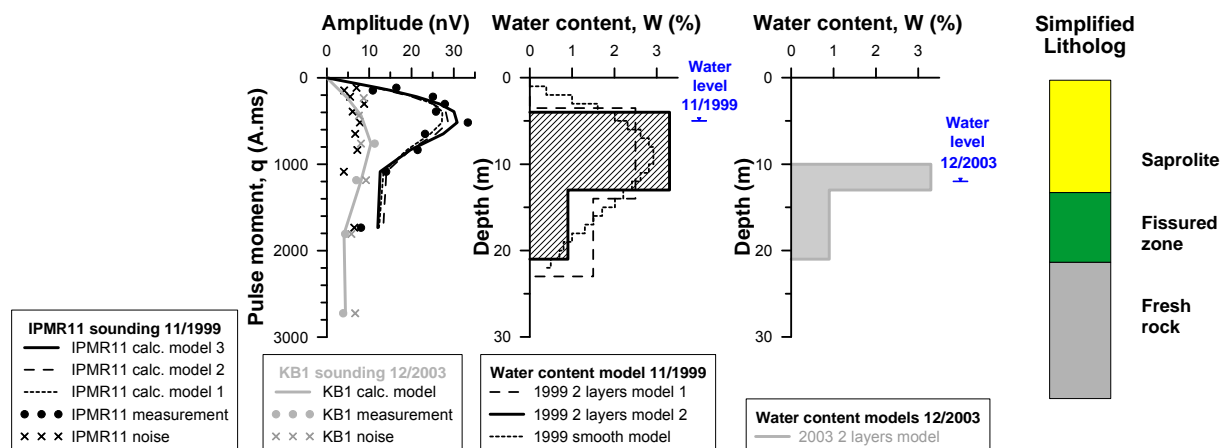 Amplitude (nV)
0 10 20 30
Pulse moment, q (A.ms)
0
1000
2000
3000
Water content, W (%)
0 1 2 3
Depth (m)
0
10
20
30
Water
level
11/1999
Water content, W (%)
0 1 2 3
Depth (m)
0
10
20
30
Water
level
12/2003
Simplified
Litholog
Saprolite
Fissured
zone
Fresh
rock
IPMR11 sounding 11/1999
IPMR11 calc. model 3
IPMR11 calc. model 2
IPMR11 calc. model 1
IPMR11 measurement
IPMR11 noise
KB1 sounding 12/2003
KB1 calc. model
KB1 measurement
KB1 noise
Water content model 11/1999
1999 2 layers model 1
1999 2 layers model 2
1999 smooth model
Water content models 12/2003
2003 2 layers model